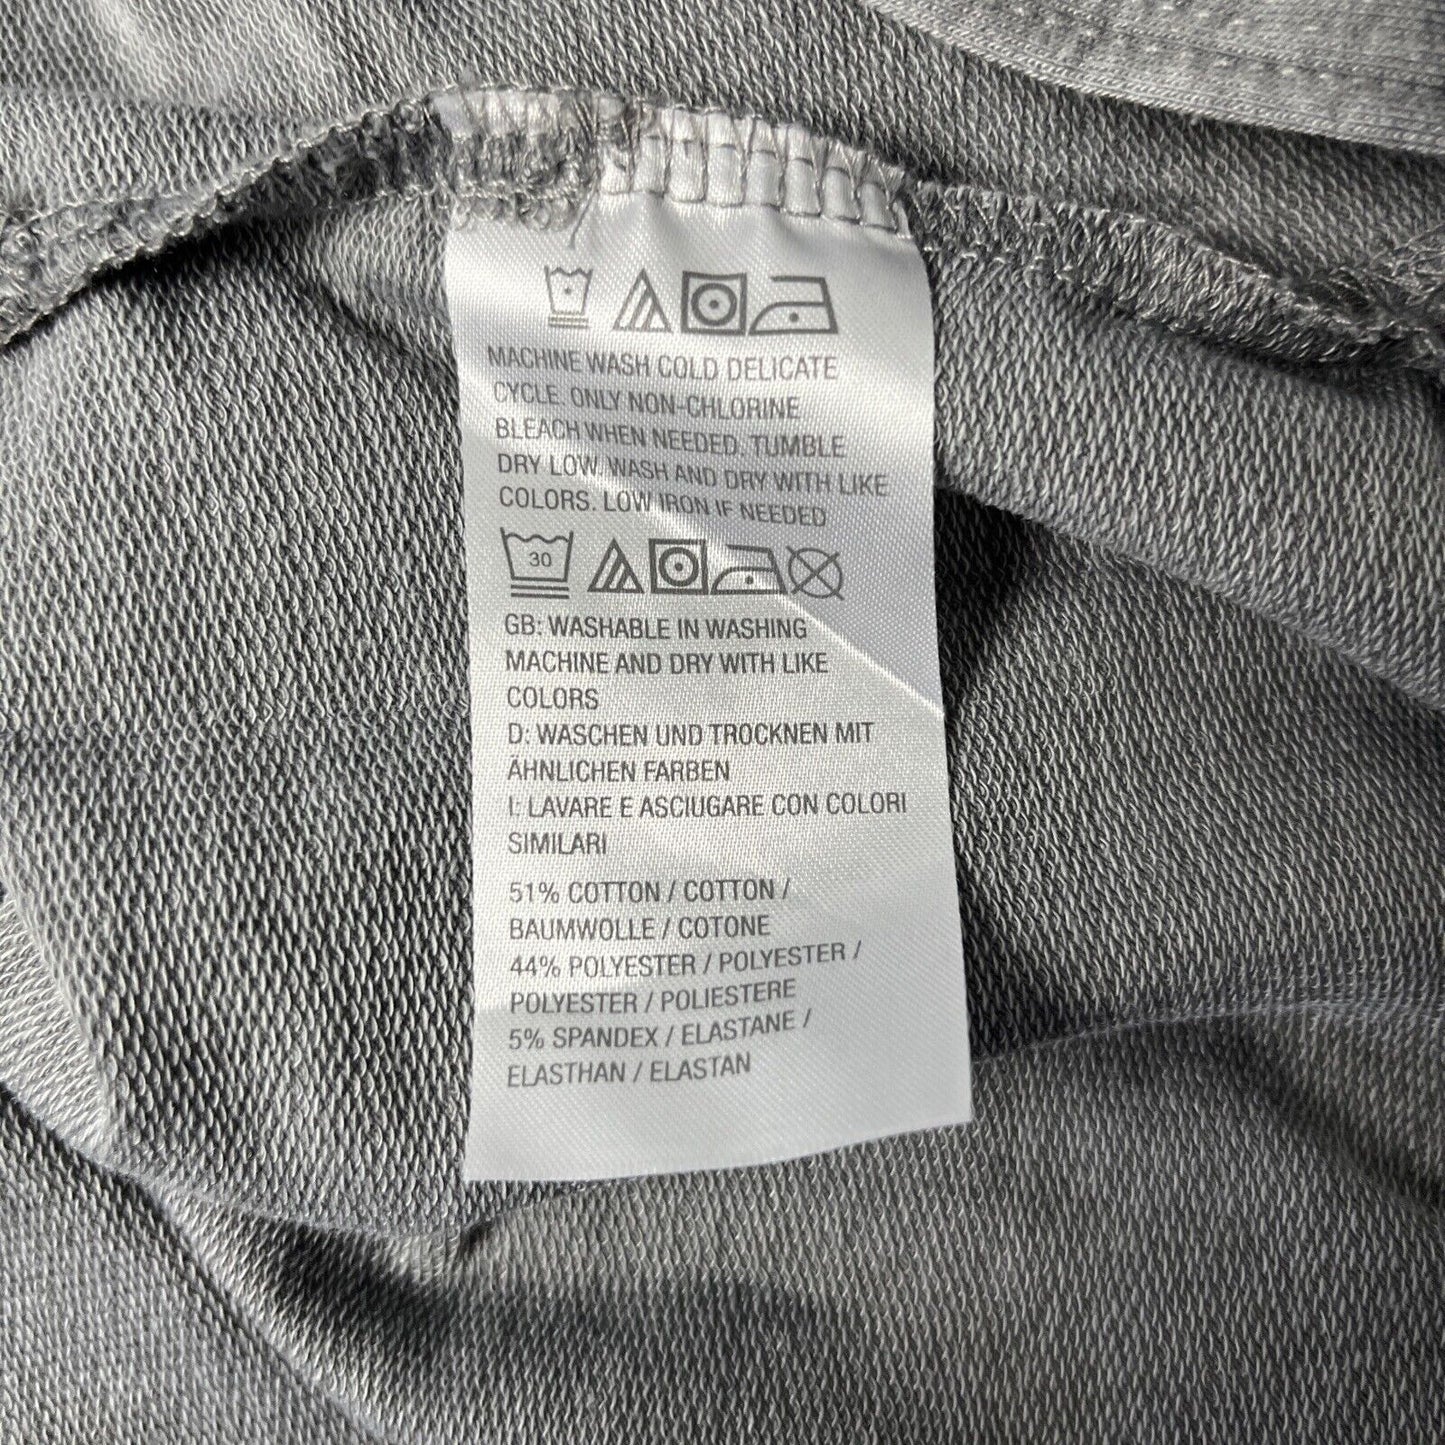 MACHINE WASH COLD DELICATE
CYCLE. ONLY NON-CHLORINE
BLEACH WHEN NEEDED. TUMBLE
DRY LOW. WASH AND DRY WITH LIKE
COLORS. LOW IRON IF NEEDED
30
GB: WASHABLE IN WASHING
MACHINE AND DRY WITH LIKE
COLORS
D: WASCHEN UND TROCKNEN MIT
ÄHNLICHEN FARBEN
I: LAVARE E ASCIUGARE CON COLORI
SIMILARI
51% COTTON / COTTON /
BAUMWOLLE / COTONE
44% POLYESTER / POLYESTER /
POLYESTER / POLIESTERE
5% SPANDEX / ELASTANE /
ELASTHAN / ELASTAN